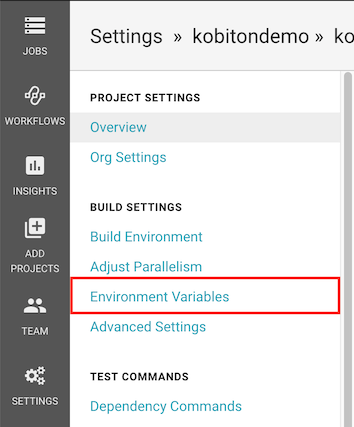 JOBS
WORKFLOWS
INSIGHTS
ADD
PROJECTS
TEAM
SETTINGS
Settings » kobitondemo » ko
PROJECT SETTINGS
Overview
Org Settings
BUILD SETTINGS
Build Environment
Adjust Parallelism
Environment Variables
Advanced Settings
TEST COMMANDS
Dependency Commands